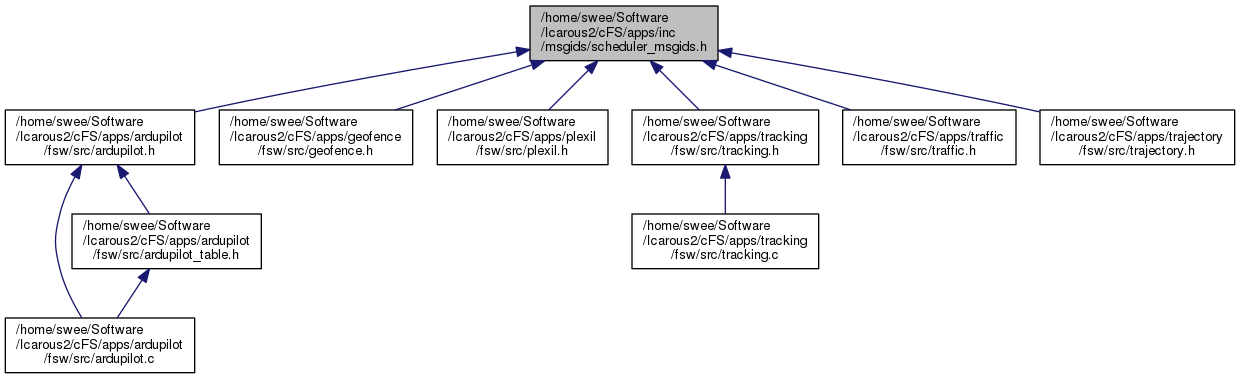 /home/swee/Software
/Icarous2/cFS/apps/inc
/msgids/scheduler_msgids.h
/home/swee/Software
/Icarous2/cFS/apps/ardupilot
/fsw/src/ardupilot.h
/home/swee/Software
/Icarous2/cFS/apps/geofence
/fsw/src/geofence.h
/home/swee/Software
/Icarous2/cFS/apps/plexil
/fsw/src/plexil.h
/home/swee/Software
/Icarous2/cFS/apps/tracking
/fsw/src/tracking.h
/home/swee/Software
/Icarous2/cFS/apps/traffic
/fsw/src/traffic.h
/home/swee/Software
/Icarous2/cFS/apps/trajectory
/fsw/src/trajectory.h
/home/swee/Software
/Icarous2/cFS/apps/ardupilot
/fsw/src/ardupilot_table.h
/home/swee/Software
/Icarous2/cFS/apps/tracking
/fsw/src/tracking.c
/home/swee/Software
/Icarous2/cFS/apps/ardupilot
/fsw/src/ardupilot.c